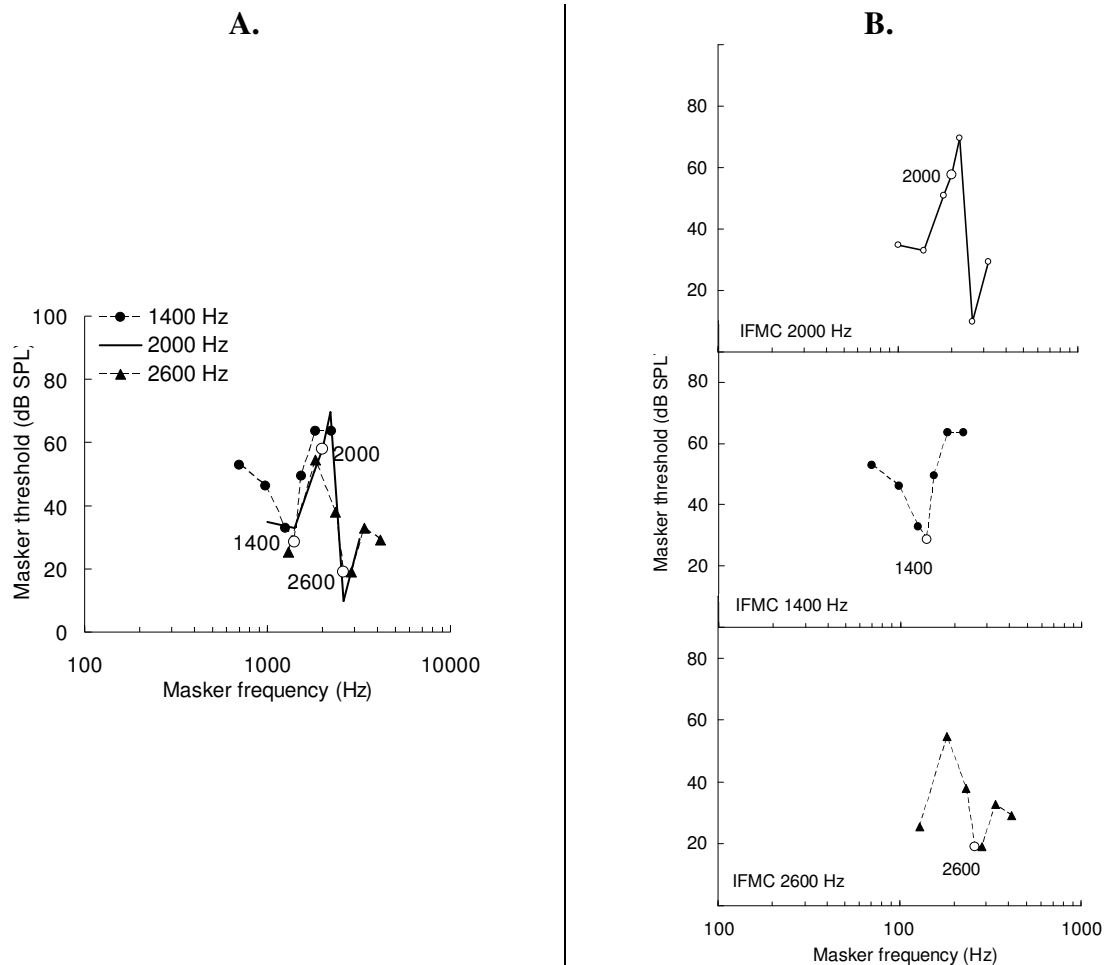 A.
100
80
60
40
20
0
Masker threshold (dB SPL)
1400 Hz
2000 Hz
2600 Hz
2000
1400
2600
100 1000 10000
Masker frequency (Hz)
B.
80
60
40
20
2000
IFMC 2000 Hz
80
60
40
20
Masker threshold (dB SPL)
1400
IFMC 1400 Hz
80
60
40
20
2600
IFMC 2600 Hz
100 100 1000
Masker frequency (Hz)